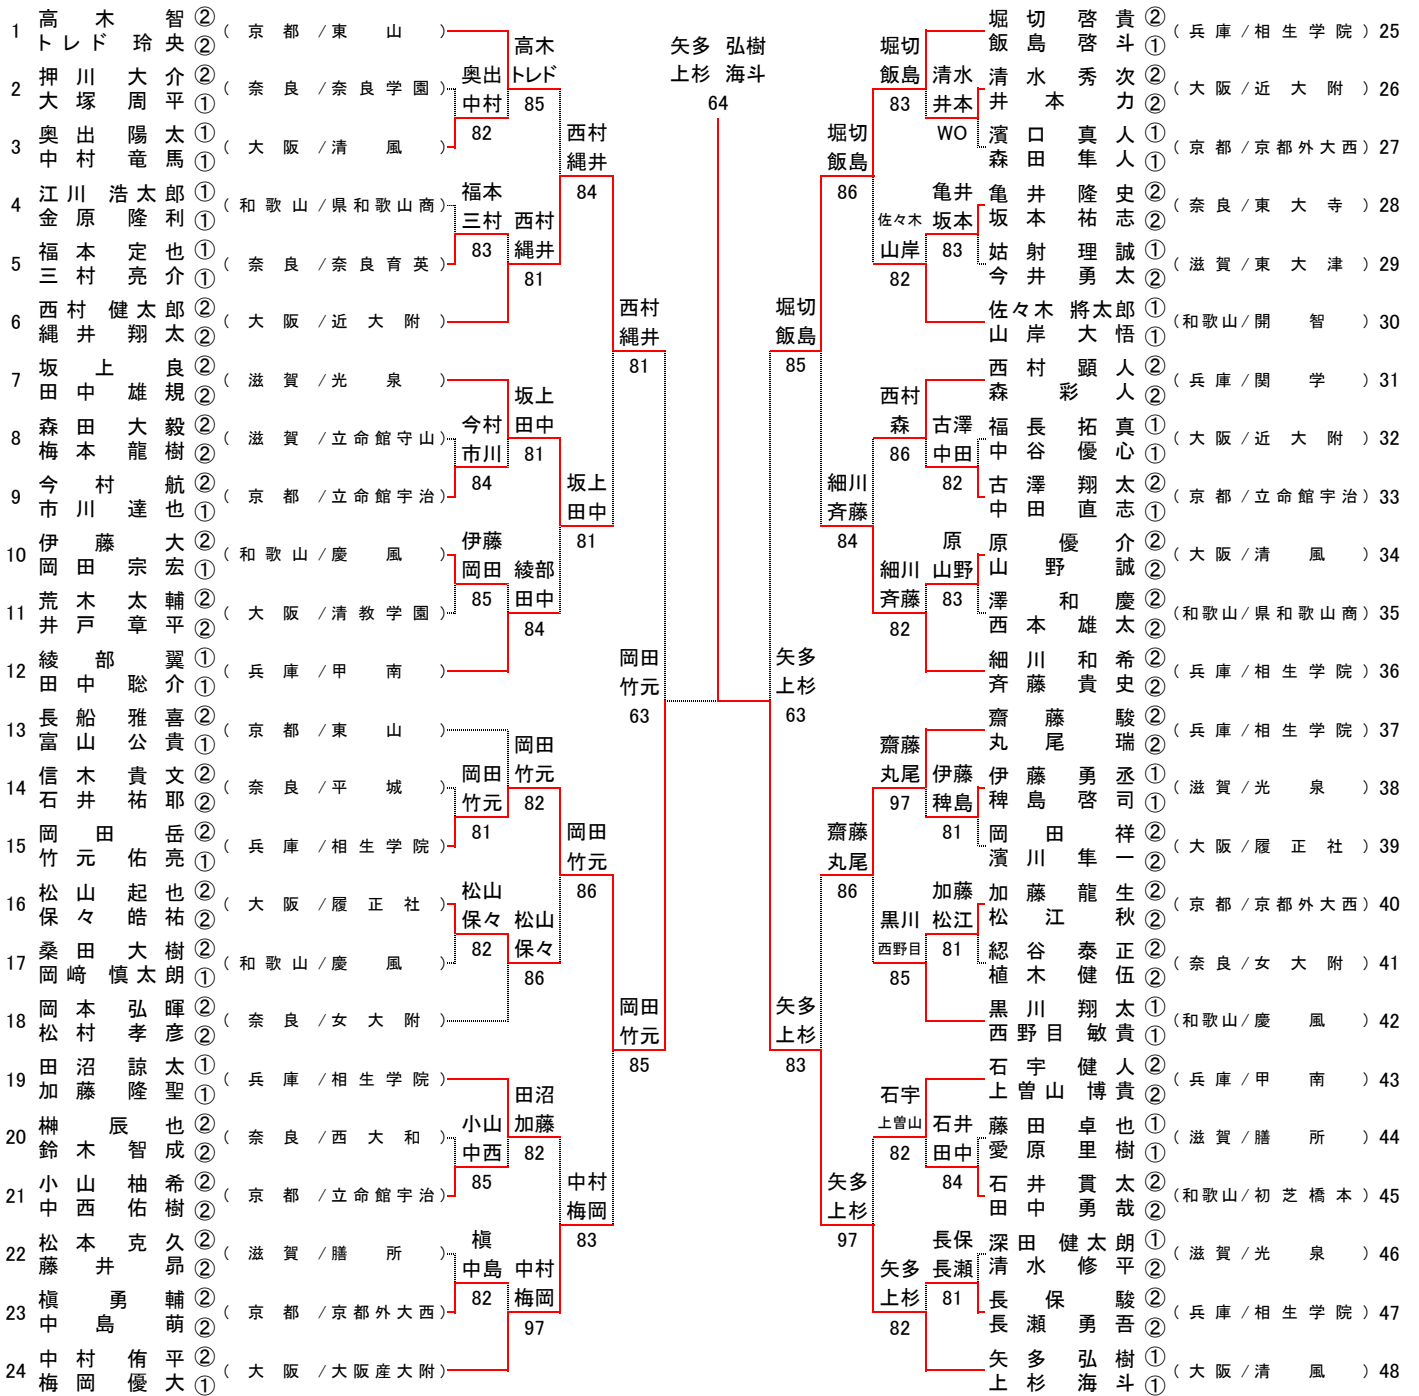 1 高木 智 ② (京都/東山)
トレド 玲央 ②
2 押川 大介 ② (奈良/奈良学園)
大塚 周平 ①
3 奥出 陽太 ① (大阪/清風)
中村 竜馬 ①
4 江川 浩太郎 ① (和歌山/県和歌山商)
金原 隆利 ①
5 福本 定也 ① (奈良/奈良育英)
三村 亮介 ①
6 西村 健太郎 ② (大阪/近大附)
縄井 翔太 ②
7 坂上 良 ② (滋賀/光泉)
田中 雄規 ②
8 森田 大毅 ② (滋賀/立命館守山)
梅本 龍樹 ②
9 今村 航 ② (京都/立命館宇治)
市川 達也 ①
10 伊藤 大 ② (和歌山/慶風)
岡田 宗宏 ①
11 荒木 太輔 ② (大阪/清教学園)
井戸 章平 ②
12 綾部 翼 ① (兵庫/甲南)
田中 聡介 ①
13 長船 雅喜 ② (京都/東山)
富山 公貴 ①
14 信木 貴文 ② (奈良/平城)
石井 祐耶 ②
15 岡田 岳 ② (兵庫/相生学院)
竹元 佑亮 ①
16 松山 起也 ② (大阪/履正社)
保々 皓祐 ②
17 桑田 大樹 ② (和歌山/慶風)
岡﨑 慎太朗 ①
18 岡本 弘暉 ② (奈良/女大附)
松村 孝彦 ②
19 田沼 諒太 ① (兵庫/相生学院)
加藤 隆聖 ①
20 榊 辰也 ② (奈良/西大和)
鈴木 智成 ②
21 小山 柚希 ② (京都/立命館宇治)
中西 佑樹 ②
22 松本 克久 ② (滋賀/膳所)
藤井 昴 ②
23 槇 勇輔 ② (京都/京都外大西)
中島 萌 ②
24 中村 侑平 ② (大阪/大阪産大附)
梅岡 優大 ①
奥出
中村
82
福本
三村
83
今村
市川
84
伊藤
岡田
85
岡田
竹元
81
松山
保々
82
小山
中西
85
槇
中島
82
高木
トレド
85
西村
縄井
81
坂上
田中
81
綾部
田中
84
岡田
竹元
82
松山
保々
86
田沼
加藤
82
中村
梅岡
97
西村
縄井
84
坂上
田中
81
岡田
竹元
86
中村
梅岡
83
西村
縄井
81
岡田
竹元
85
岡田
竹元
63
矢多 弘樹
上杉 海斗
64
矢多
上杉
63
堀切
飯島
85
矢多
上杉
83
堀切
飯島
86
細川
斉藤
84
齋藤
丸尾
86
矢多
上杉
97
堀切
飯島
83
佐々木
山岸
82
西村
森
86
細川
斉藤
82
齋藤
丸尾
97
黒川
西野目
85
石宇
上曽山
82
矢多
上杉
82
清水
井本
WO
亀井
坂本
83
古澤
中田
82
原
山野
83
伊藤
稗島
81
加藤
松江
81
石井
田中
84
長保
長瀬
81
堀切 啓貴 ② (兵庫/相生学院) 25
飯島 啓斗 ①
清水 秀次 ② (大阪/近大附) 26
井本 力 ②
濱口 真人 ① (京都/京都外大西) 27
森田 隼人 ①
亀井 隆史 ② (奈良/東大寺) 28
坂本 祐志 ②
姑射 理誠 ① (滋賀/東大津) 29
今井 勇太 ②
佐々木 將太郎 ① (和歌山/開智) 30
山岸 大悟 ①
西村 顕人 ② (兵庫/関学) 31
森 彩人 ②
福長 拓真 ① (大阪/近大附) 32
中谷 優心 ①
古澤 翔太 ② (京都/立命館宇治) 33
中田 直志 ①
原 優介 ② (大阪/清風) 34
山野 誠 ②
澤 和慶 ② (和歌山/県和歌山商) 35
西本 雄太 ②
細川 和希 ② (兵庫/相生学院) 36
斉藤 貴史 ②
齋藤 駿 ② (兵庫/相生学院) 37
丸尾 瑞 ②
伊藤 勇丞 ① (滋賀/光泉) 38
稗島 啓司 ①
岡田 祥 ② (大阪/履正社) 39
濱川 隼一 ②
加藤 龍生 ② (京都/京都外大西) 40
松江 秋 ②
綛谷 泰正 ② (奈良/女大附) 41
植木 健伍 ②
黒川 翔太 ① (和歌山/慶風) 42
西野目 敏貴 ①
石宇 健人 ② (兵庫/甲南) 43
上曽山 博貴 ②
藤田 卓也 ① (滋賀/膳所) 44
愛原 里樹 ①
石井 貫太 ② (和歌山/初芝橋本) 45
田中 勇哉 ②
深田 健太朗 ① (滋賀/光泉) 46
清水 修平 ②
長保 駿 ② (兵庫/相生学院) 47
長瀬 勇吾 ②
矢多 弘樹 ① (大阪/清風) 48
上杉 海斗 ①